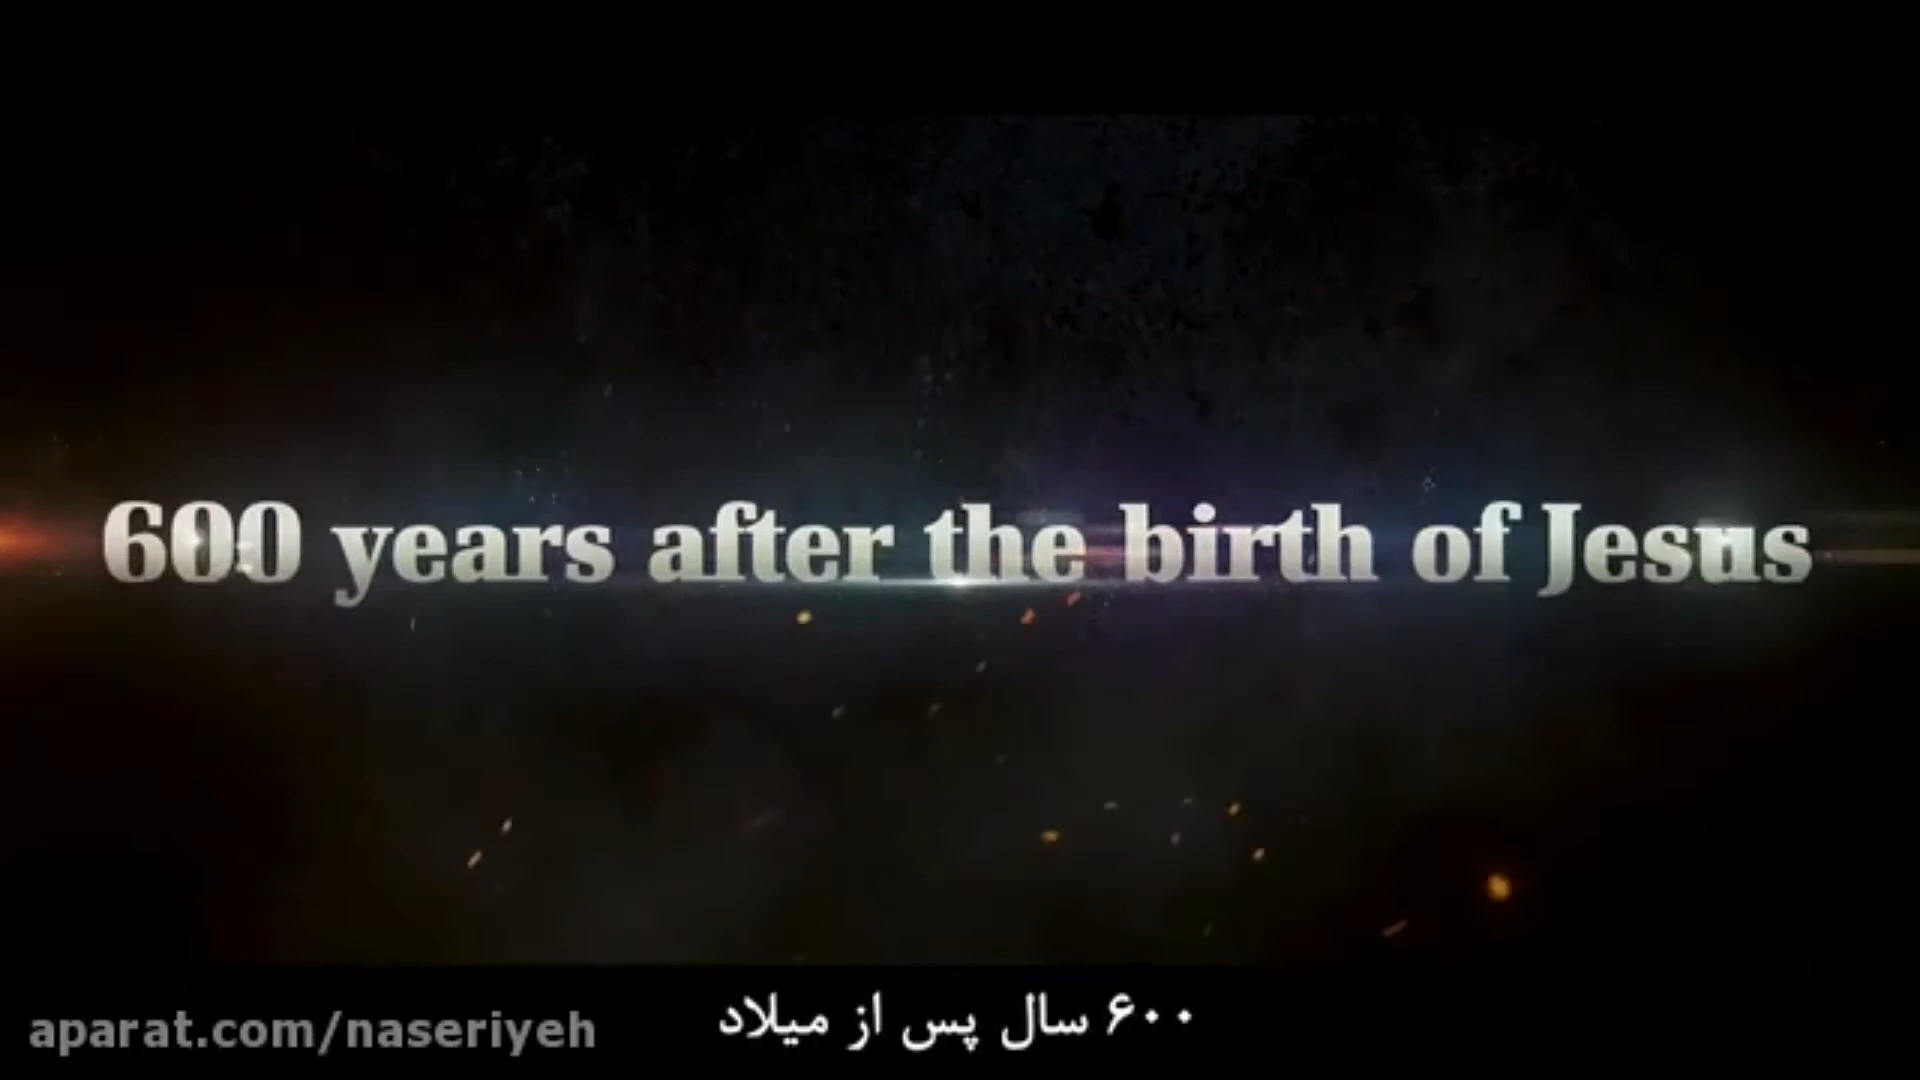 600 years after the birth of Jesus
۶۰۰ سال پس از میلاد
aparat.com/naseriyeh